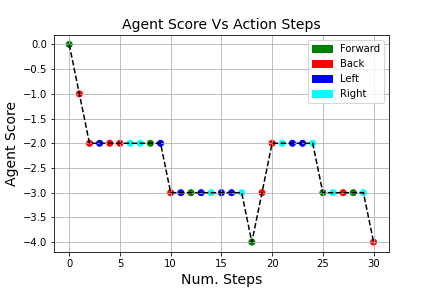 Agent Score Vs Action Steps
Agent Score
0.0
−0.5
−1.0
−1.5
−2.0
−2.5
−3.0
−3.5
−4.0
Forward
Back
Left
Right
0 5 10 15 20 25 30
Num. Steps